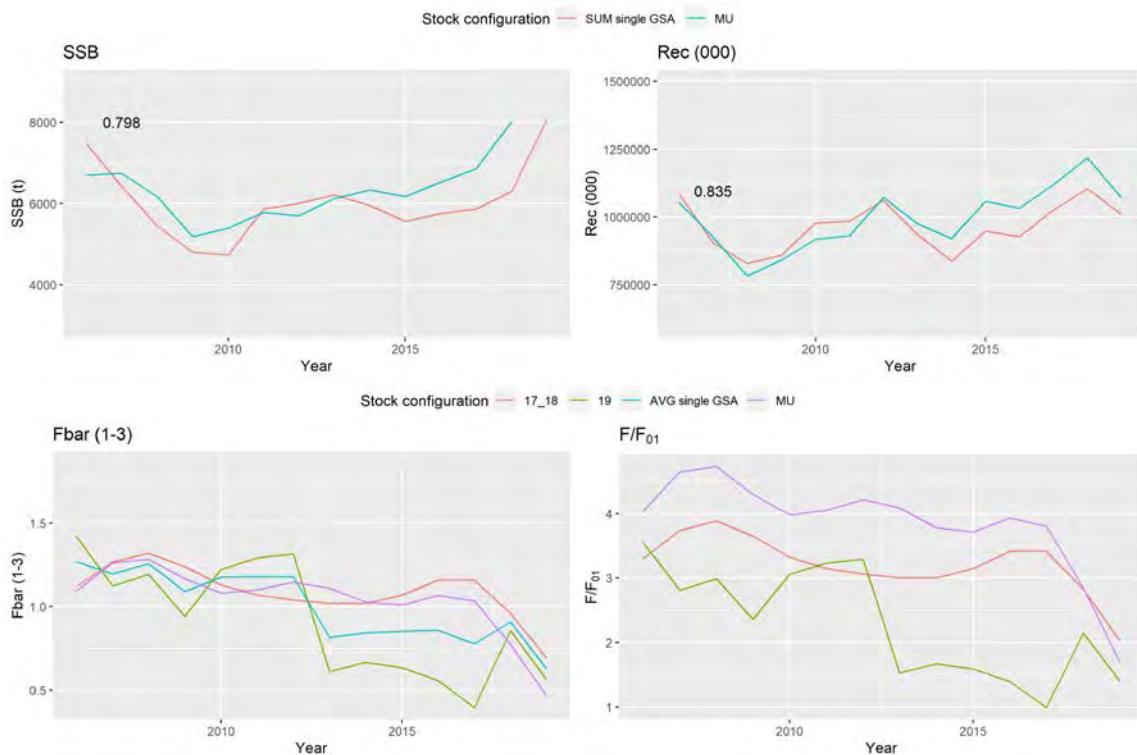 Stock configuration SUM single GSA MU
SSB
Rec (000)
0.798
8000
6000
4000
SSB (t)
2010
2015
Year
1500000
1250000
1000000
750000
0.835
Rec (000)
2010
2015
Year
Stock configuration 17_18 19 AVG single GSA MU
Fbar (1-3)
F/F01
1.5
1.0
0.5
Fbar (1-3)
2010
2015
Year
4
3
2
1
F/F01
2010
2015
Year